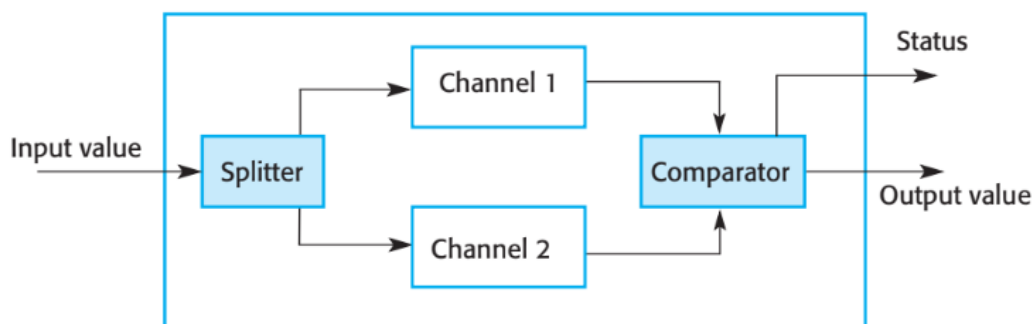 Status
Channel 1
Input value
Splitter
Comparator
Output value
Channel 2